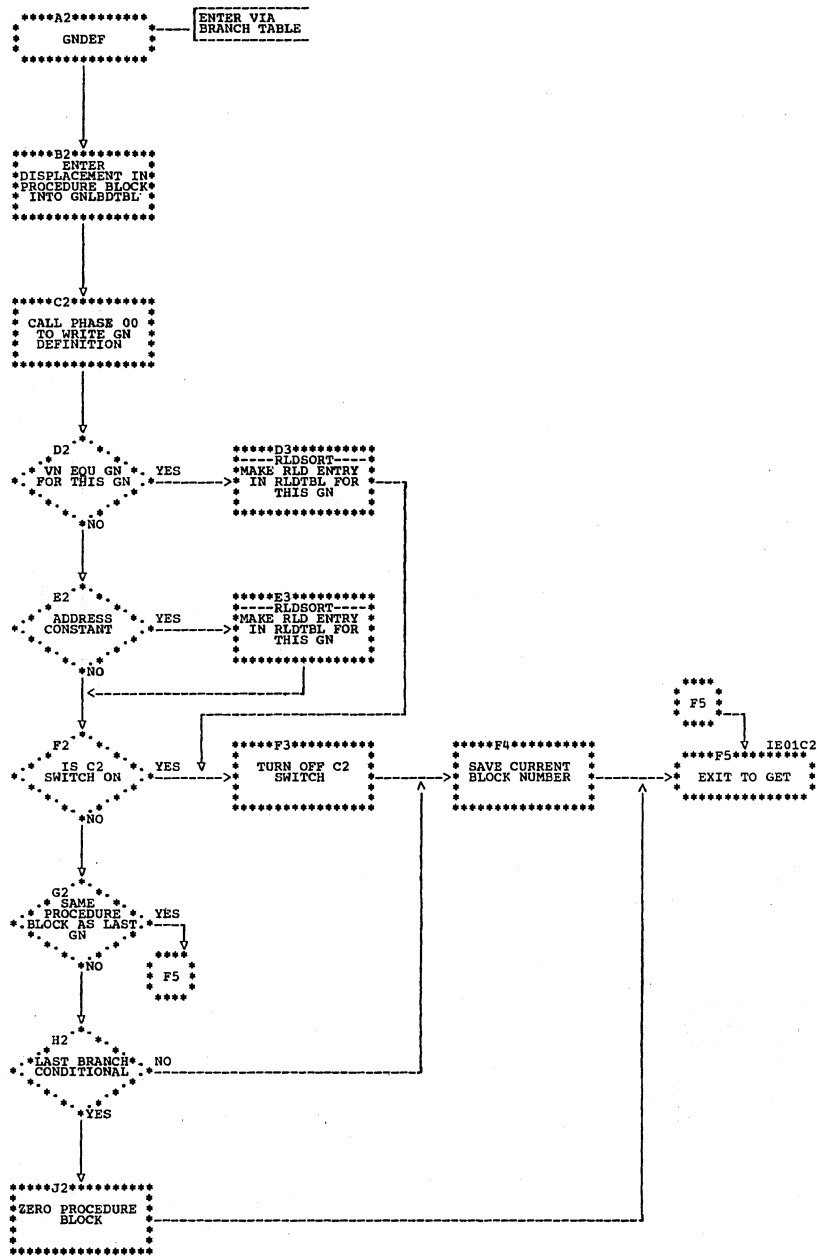 A2
GNDEF
ENTER VIA
BRANCH TABLE
B2
ENTER
DISPLACEMENT IN
PROCEDURE BLOCK
INTO GNLBDTBL
C2
CALL PHASE 00
TO WRITE GN
DEFINITION
D2
VN EQU GN
FOR THIS GN
YES
NO
D3
RLDSORT
MAKE RLD ENTRY
IN RLDTBL FOR
THIS GN
E2
ADDRESS
CONSTANT
YES
NO
E3
RLDSORT
MAKE RLD ENTRY
IN RLDTBL FOR
THIS GN
F5
F2
IS C2
SWITCH ON
YES
NO
F3
TURN OFF C2
SWITCH
F4
SAVE CURRENT
BLOCK NUMBER
F5
IE01C2
EXIT TO GET
G2
SAME
PROCEDURE
BLOCK AS LAST
GN
YES
NO
F5
H2
LAST BRANCH
CONDITIONAL
NO
YES
J2
ZERO PROCEDURE
BLOCK